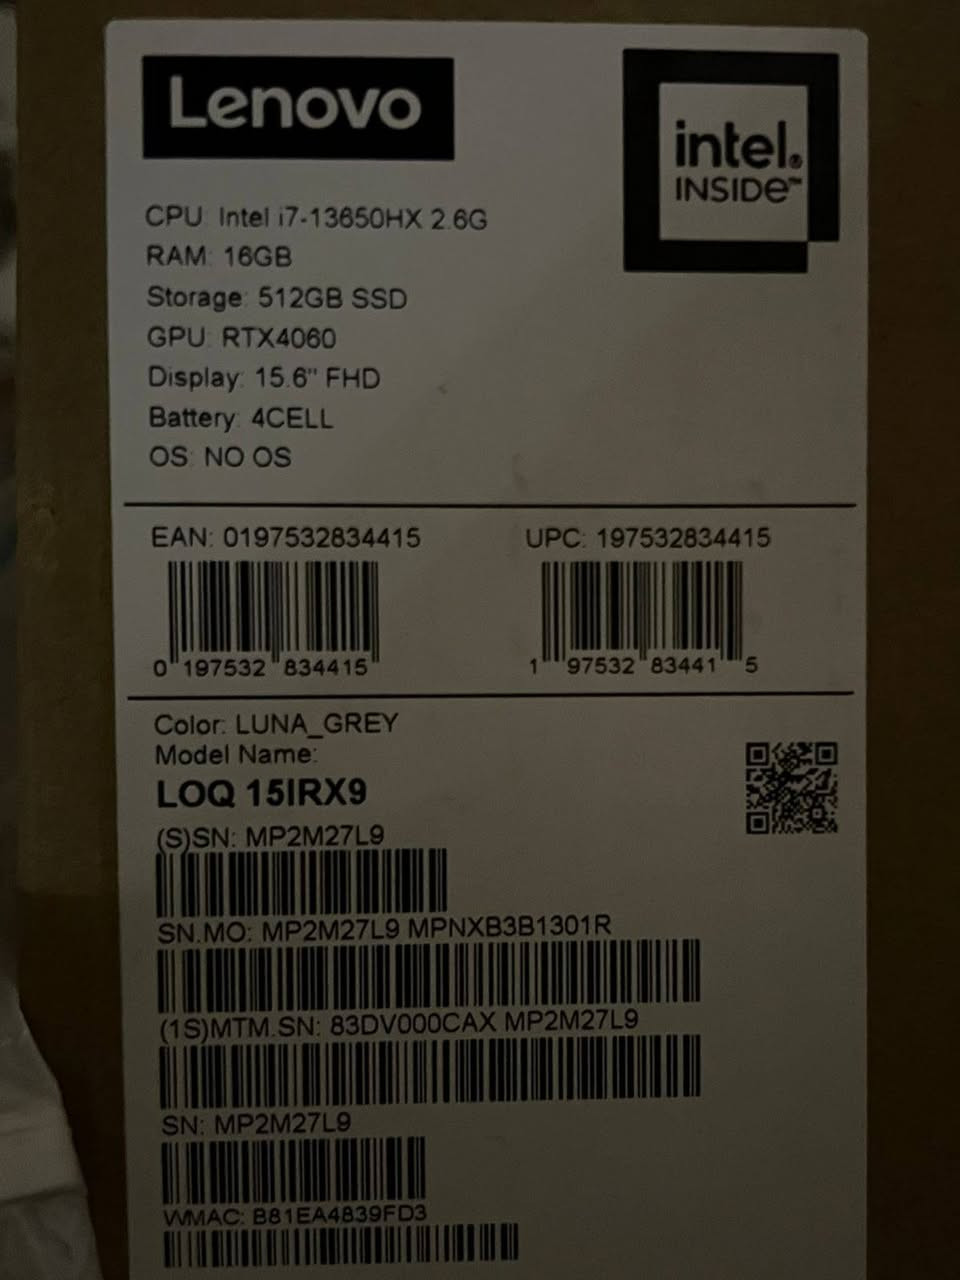 Lenovo
intel®
INSIDE™
CPU: Intel i7-13650HX 2.6G
RAM: 16GB
Storage: 512GB SSD
GPU: RTX4060
Display: 15.6" FHD
Battery: 4CELL
OS: NO OS
EAN: 0197532834415
UPC: 197532834415
0 197532 834415
1 97532 83441 5
Color: LUNA_GREY
Model Name:
LOQ 15IRX9
(S)SN: MP2M27L9
SN.MO: MP2M27L9 MPNXB3B1301R
(1S)MTM.SN: 83DV000CAX MP2M27L9
SN: MP2M27L9
WMAC: B81EA4839FD3